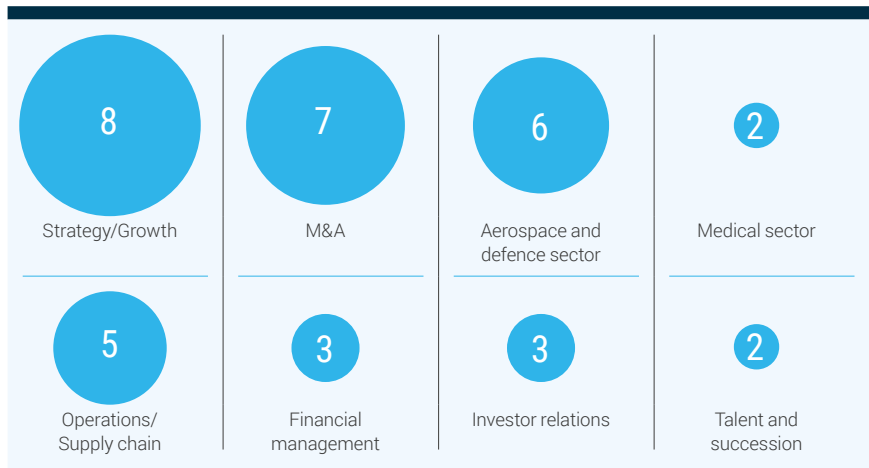 8
Strategy/Growth
7
M&A
6
Aerospace and
defence sector
2
Medical sector
5
Operations/
Supply chain
3
Financial
management
3
Investor relations
2
Talent and
succession